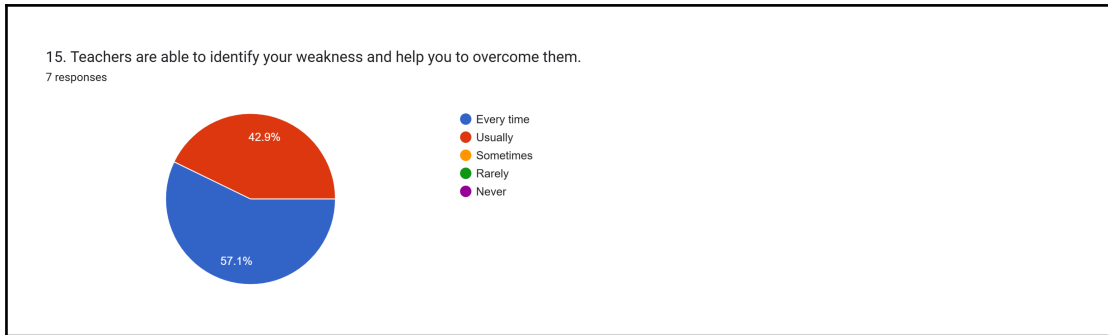 15. Teachers are able to identify your weakness and help you to overcome them.
7 responses
42.9%
57.1%
Every time
Usually
Sometimes
Rarely
Never